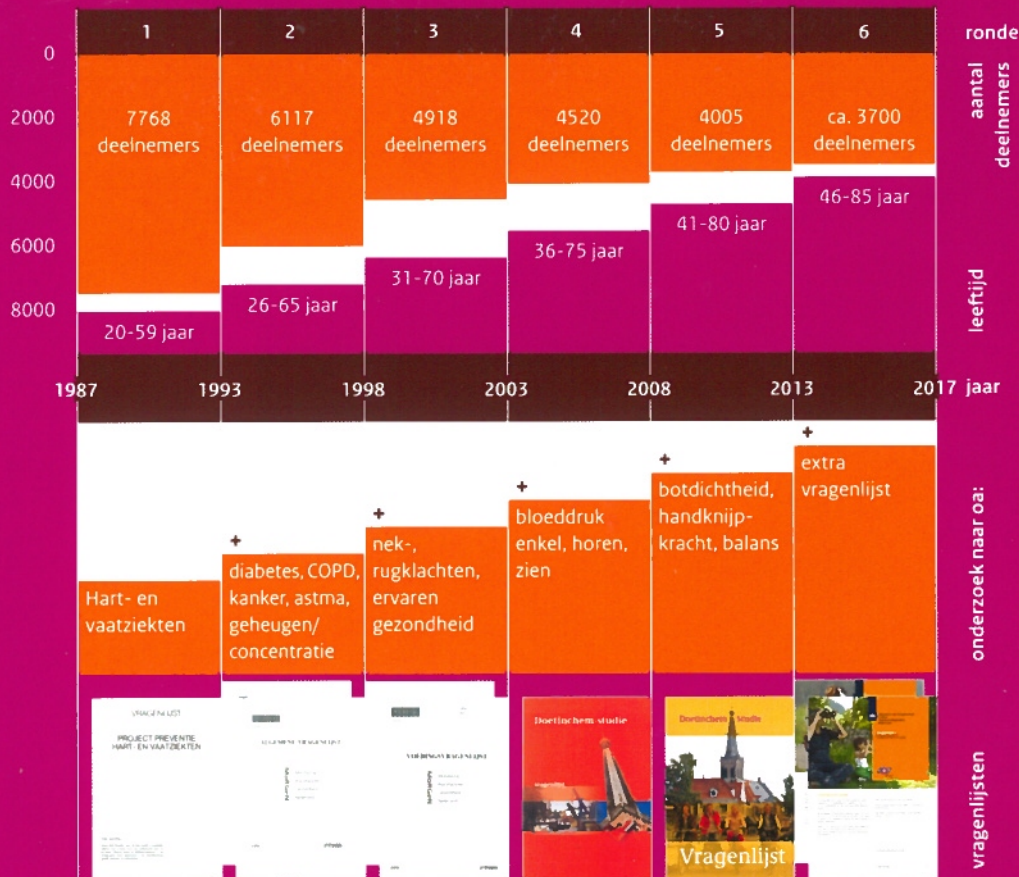 1 2 3 4 5 6 ronde
0
2000
4000
6000
8000
aantal
deelnemers
7768
deelnemers
6117
deelnemers
4918
deelnemers
4520
deelnemers
4005
deelnemers
ca. 3700
deelnemers
20-59 jaar
26-65 jaar
31-70 jaar
36-75 jaar
41-80 jaar
46-85 jaar
leeftijd
1987 1993 1998 2003 2008 2013 2017 jaar
Hart- en
vaatziekten
+
diabetes, COPD,
kanker, astma,
geheugen/
concentratie
+
nek-,
rugklachten,
ervaren
gezondheid
+
bloeddruk
enkel, horen,
zien
+
botdichtheid,
handknijp-
kracht, balans
+
extra
vragenlijst
onderzoek naar oa:
VRAGENLIJST
PROJECT PREVENTIE
HART- EN VAATZIEKTEN
Doetinchem studie
Doetinchem Studie
Vragenlijst
vragenlijsten